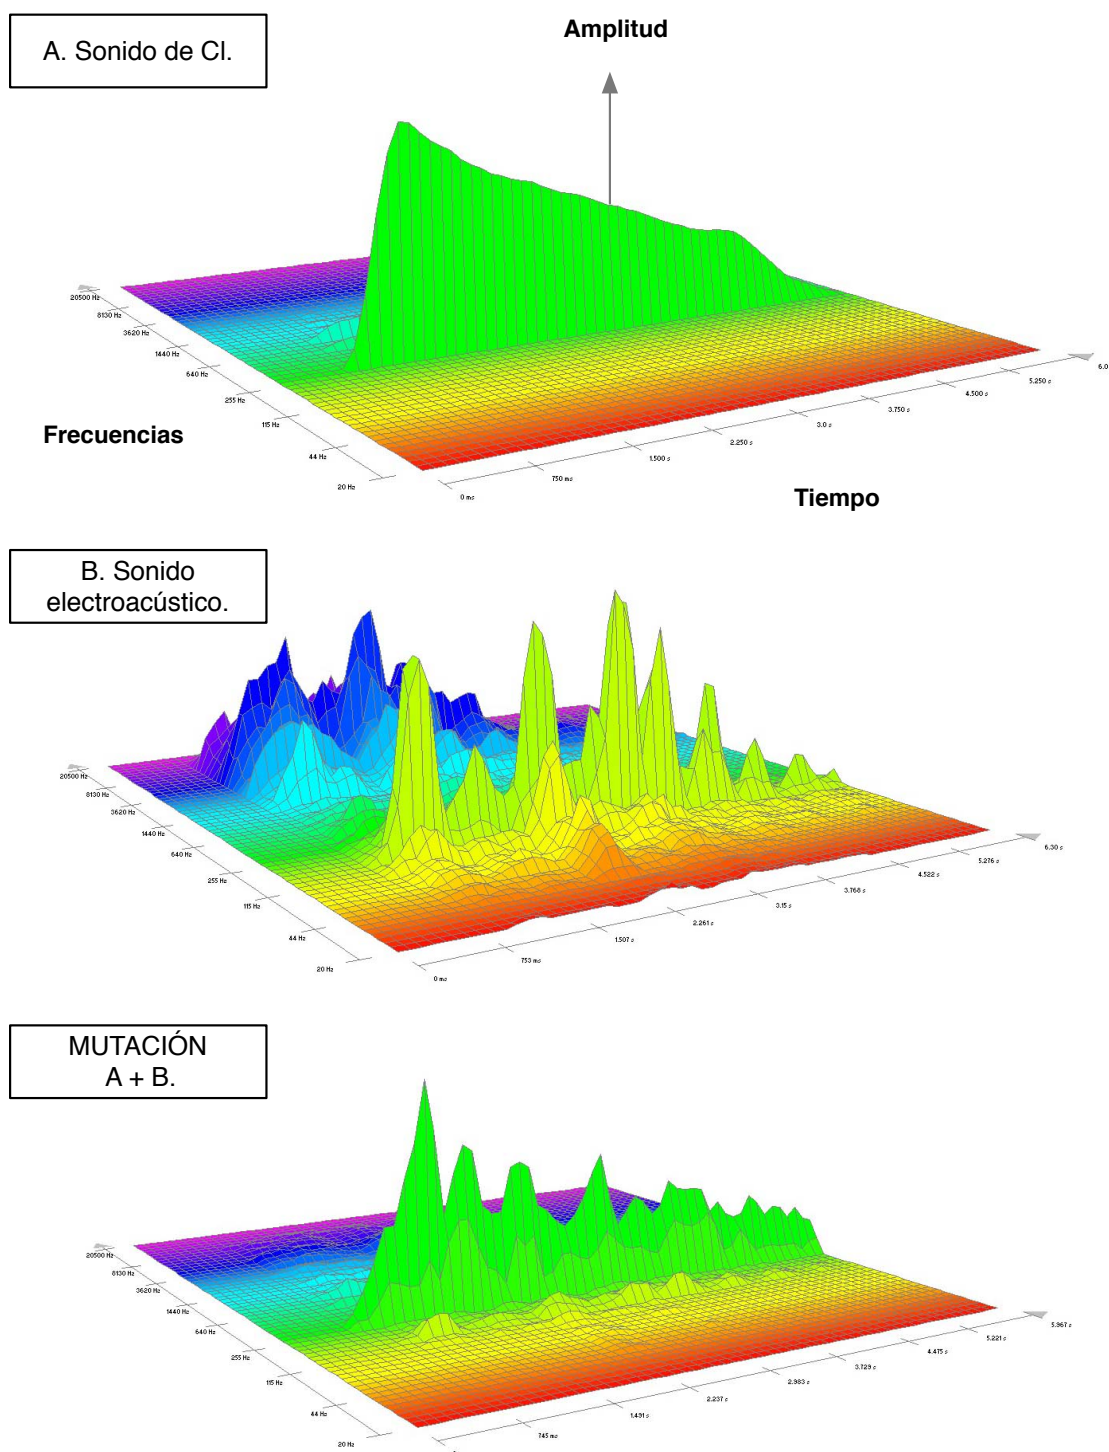 A. Sonido de Cl.
Amplitud
20500 Hz
8130 Hz
3620 Hz
1440 Hz
640 Hz
255 Hz
115 Hz
44 Hz
20 Hz
Frecuencias
0 ms
750 ms
1.500 s
2.250 s
3.0 s
3.750 s
4.500 s
5.250 s
6.0
Tiempo
B. Sonido
electroacústico.
20500 Hz
8130 Hz
3620 Hz
1440 Hz
640 Hz
255 Hz
115 Hz
44 Hz
20 Hz
0 ms
753 ms
1.507 s
2.261 s
3.15 s
3.768 s
4.522 s
5.276 s
6.30 s
MUTACIÓN
A + B.
20500 Hz
8130 Hz
3620 Hz
1440 Hz
640 Hz
255 Hz
115 Hz
44 Hz
20 Hz
745 ms
1.491 s
2.237 s
2.983 s
3.729 s
4.475 s
5.221 s
5.967 s